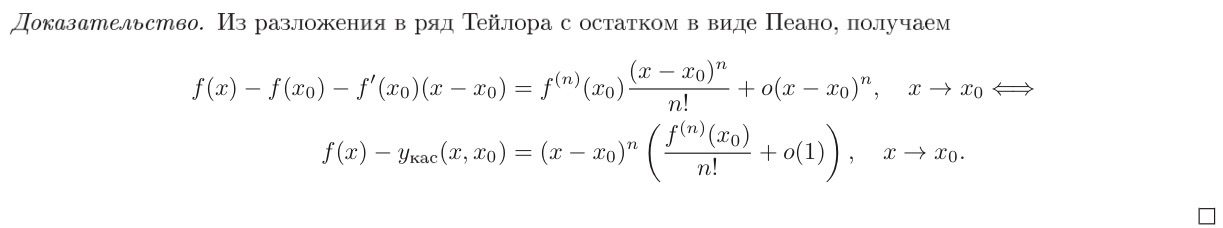 Доказательство. Из разложения в ряд Тейлора с остатком в виде Пеано, получаем
f(x) − f(x₀) − f′(x₀)(x − x₀) = f⁽ⁿ⁾(x₀) (x − x₀)ⁿ / n! + o(x − x₀)ⁿ, x → x₀ ⟺
f(x) − y_кас(x, x₀) = (x − x₀)ⁿ ( f⁽ⁿ⁾(x₀) / n! + o(1) ), x → x₀.
□